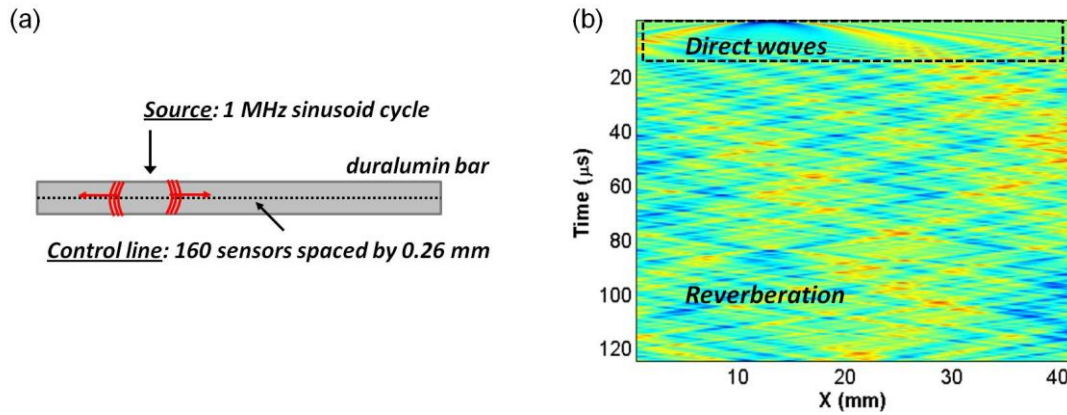 (a)
Source: 1 MHz sinusoid cycle
duralumin bar
Control line: 160 sensors spaced by 0.26 mm
(b)
Direct waves
Reverberation
Time (μs)
20
40
60
80
100
120
10
20
30
40
X (mm)